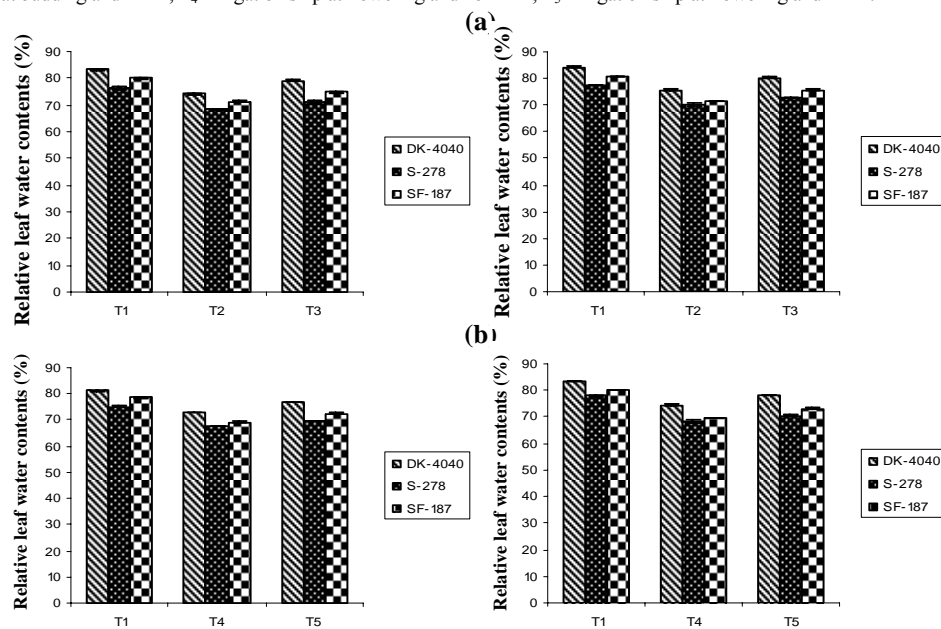 (a)
Relative leaf water contents (%)
90
80
70
60
50
40
30
20
10
0
T1 T2 T3
DK-4040
S-278
SF-187
Relative leaf water contents (%)
90
80
70
60
50
40
30
20
10
0
T1 T2 T3
DK-4040
S-278
SF-187
(b)
Relative leaf water contents (%)
90
80
70
60
50
40
30
20
10
0
T1 T4 T5
DK-4040
S-278
SF-187
Relative leaf water contents (%)
90
80
70
60
50
40
30
20
10
0
T1 T4 T5
DK-4040
S-278
SF-187